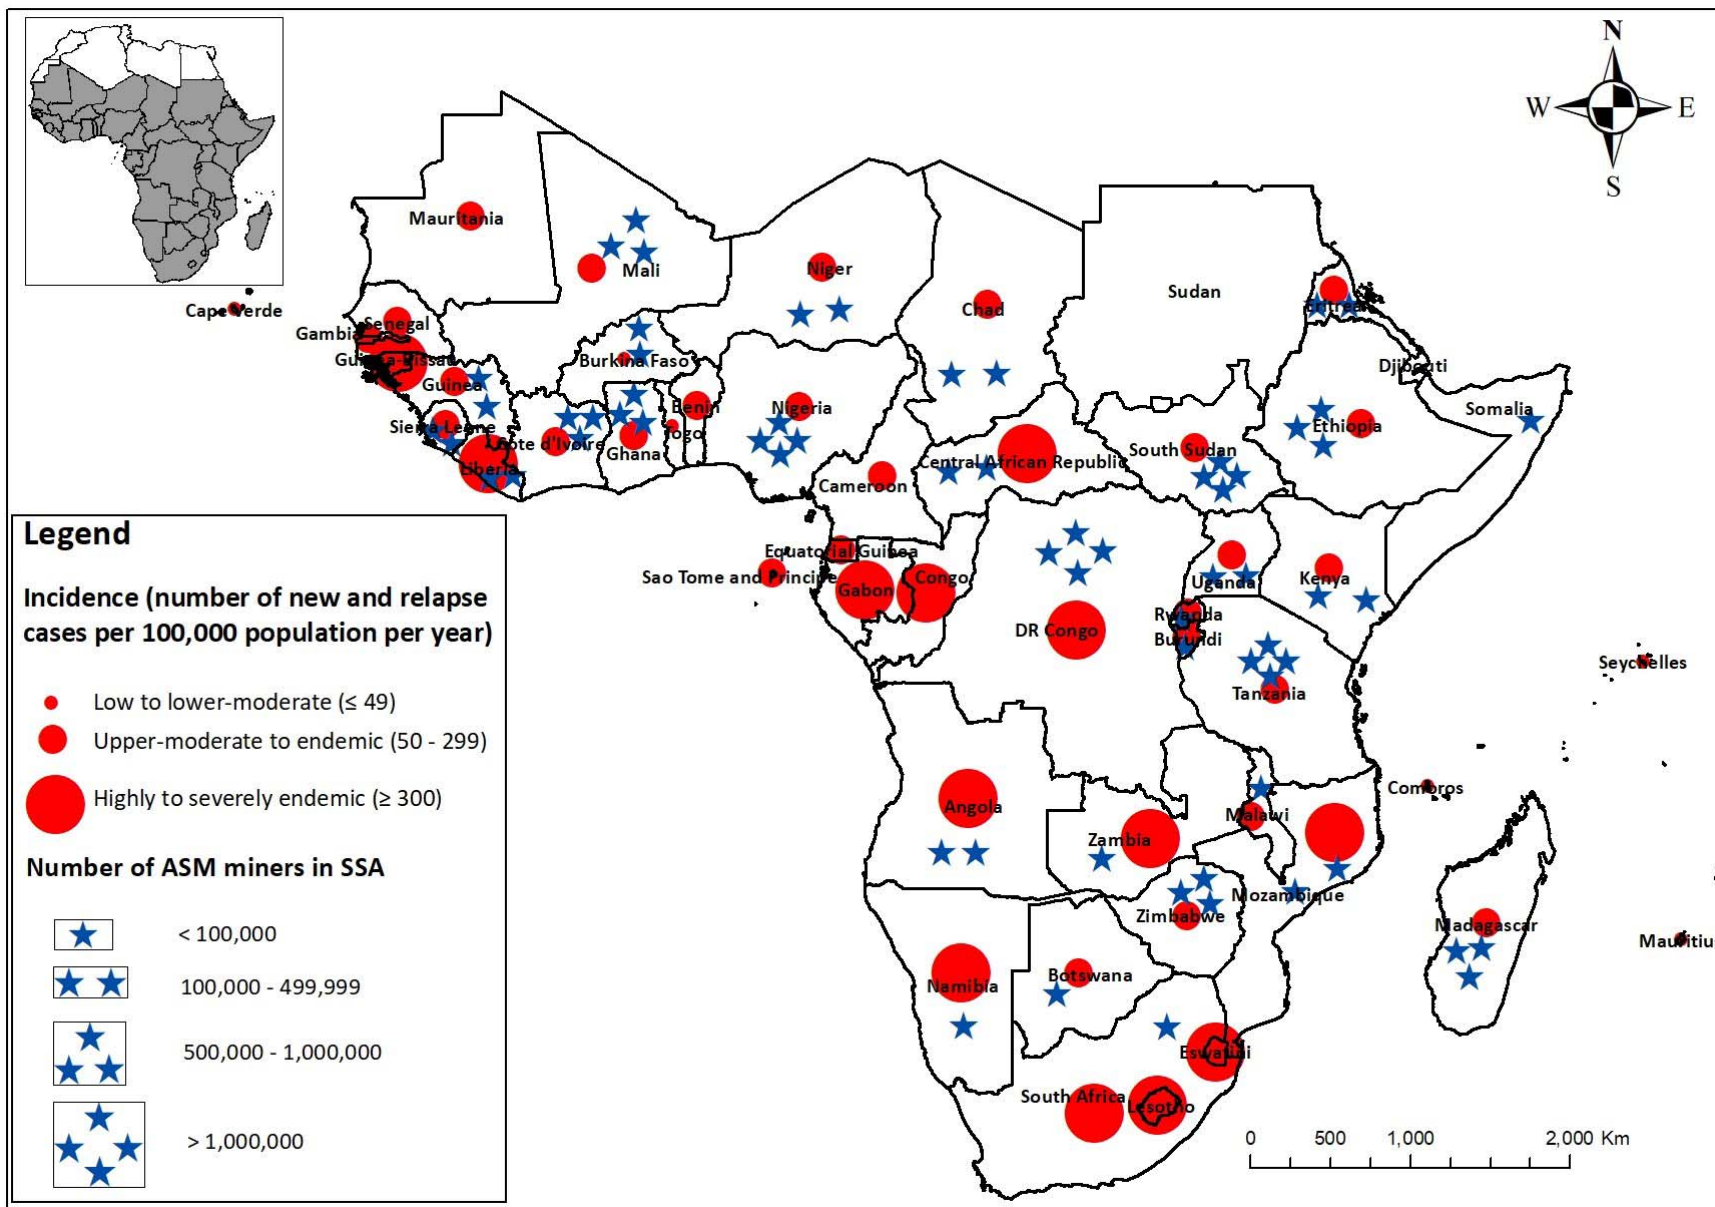 N
W
E
S
Mauritania
Mali
Niger
Chad
Sudan
Eritrea
Cape Verde
Senegal
Gambia
Guinea-Bissau
Burkina Faso
Djibouti
Guinea
Benin
Nigeria
Somalia
Sierra Leone
Cote d'Ivoire
Togo
Ghana
Ethiopia
South Sudan
Liberia
Central African Republic
Cameroon
Equatorial Guinea
Sao Tome and Principe
Gabon
Congo
Uganda
Kenya
Rwanda
DR Congo
Burundi
Seychelles
Tanzania
Comoros
Angola
Malawi
Zambia
Mozambique
Zimbabwe
Madagascar
Mauritius
Botswana
Namibia
Eswatini
South Africa
Lesotho
Legend
Incidence (number of new and relapse
cases per 100,000 population per year)
Low to lower-moderate (≤ 49)
Upper-moderate to endemic (50 - 299)
Highly to severely endemic (≥ 300)
Number of ASM miners in SSA
< 100,000
100,000 - 499,999
500,000 - 1,000,000
> 1,000,000
0 500 1,000 2,000 Km